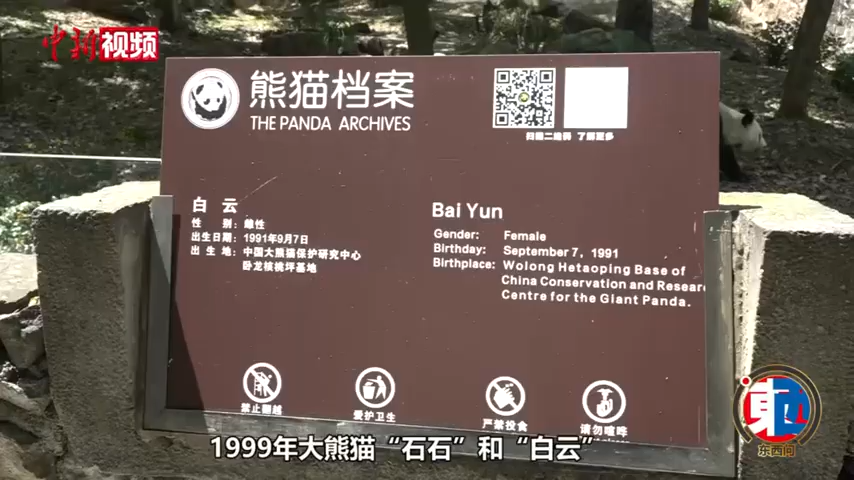 中新视频
熊猫档案
THE PANDA ARCHIVES
扫描二维码 了解更多
白 云
性 别：雌性
出生日期：1991年9月7日
出 生 地：中国大熊猫保护研究中心
卧龙核桃坪基地
Bai Yun
Gender: Female
Birthday: September 7, 1991
Birthplace: Wolong Hetaoping Base of
China Conservation and Resear
Centre for the Giant Panda.
禁止翻越
爱护卫生
严禁投食
请勿喧哗
1999年大熊猫“石石”和“白云”
东西问